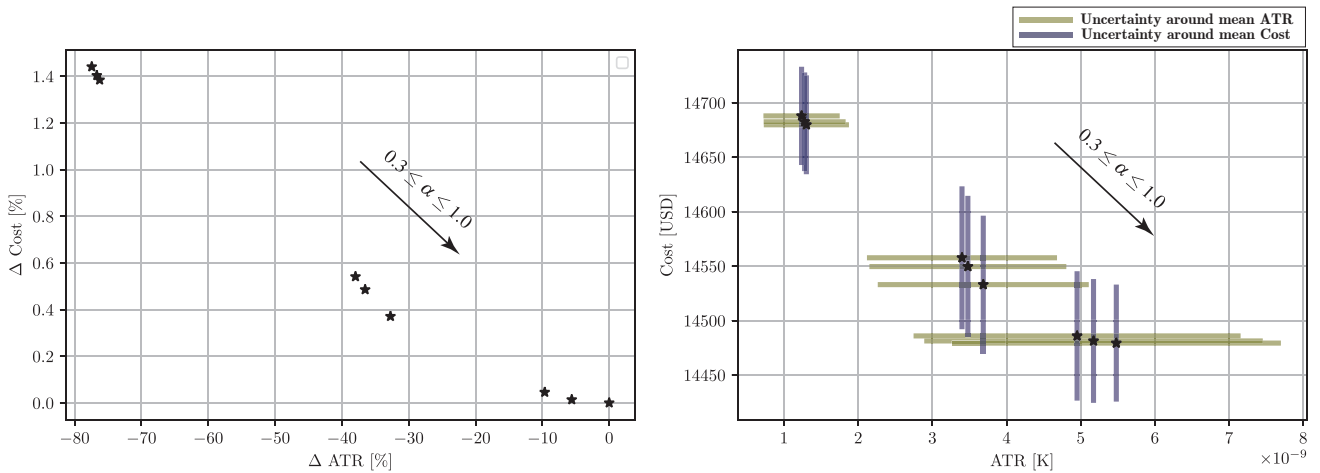 Uncertainty around mean ATR
Uncertainty around mean Cost
1.4
1.2
1.0
0.8
0.6
0.4
0.2
0.0
Δ Cost [%]
0.3 ≤ α ≤ 1.0
−80 −70 −60 −50 −40 −30 −20 −10 0
Δ ATR [%]
14700
14650
14600
14550
14500
14450
Cost [USD]
0.3 ≤ α ≤ 1.0
1 2 3 4 5 6 7 8
×10⁻⁹
ATR [K]